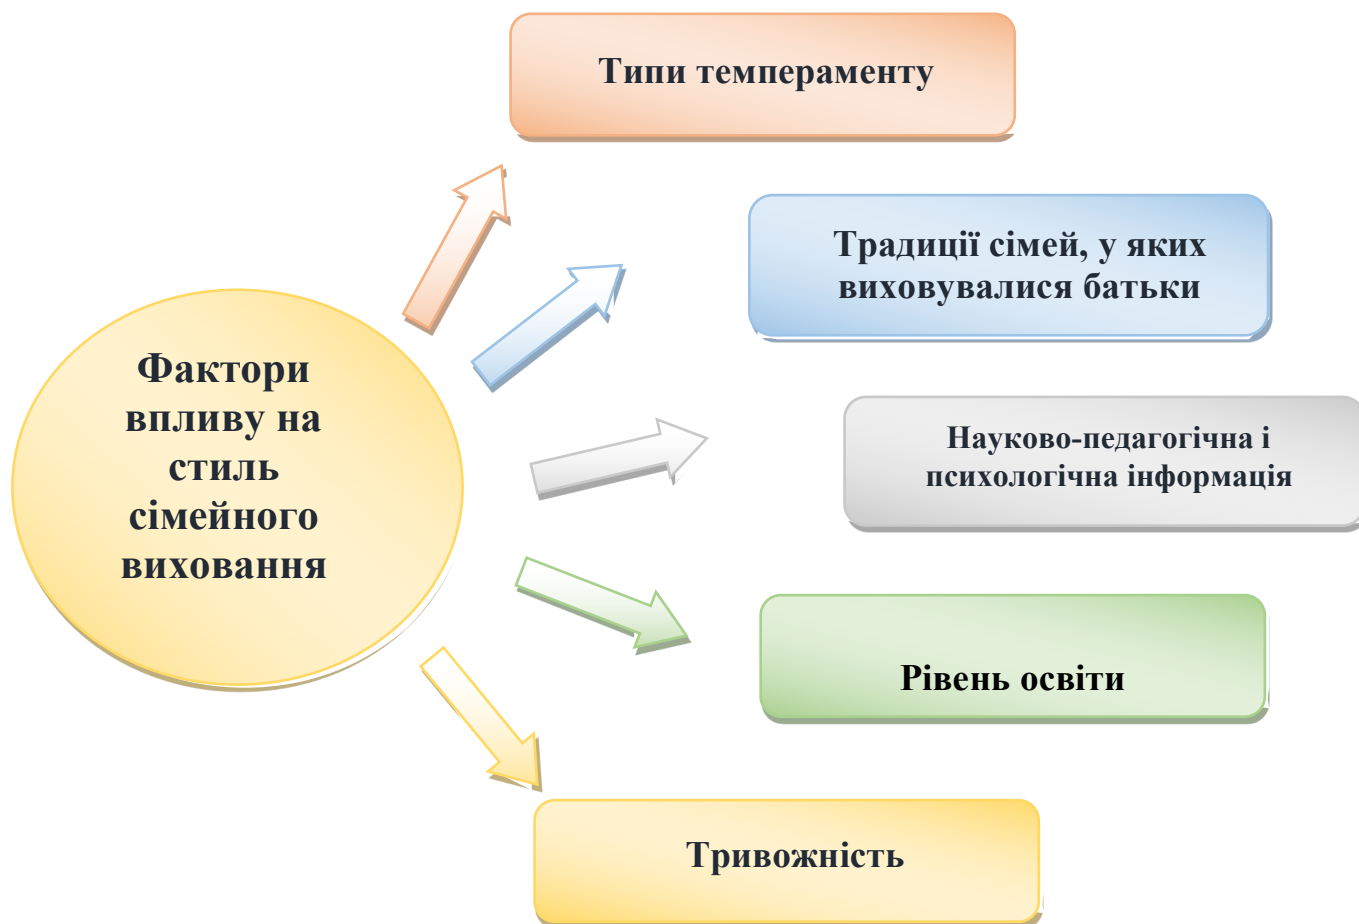 Типи темпераменту
Традиції сімей, у яких
виховувалися батьки
Фактори
впливу на
стиль
сімейного
виховання
Науково-педагогічна і
психологічна інформація
Рівень освіти
Тривожність